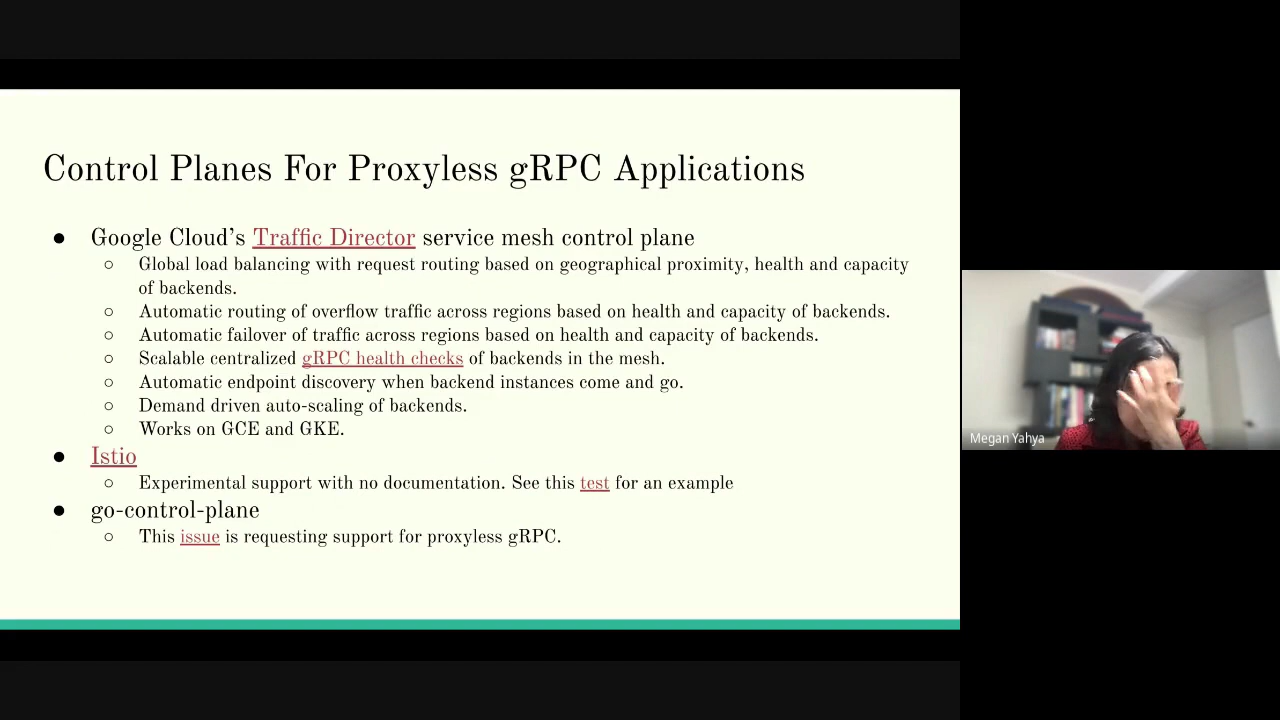 Control Planes For Proxyless gRPC Applications
● Google Cloud’s Traffic Director service mesh control plane
○ Global load balancing with request routing based on geographical proximity, health and capacity
of backends.
○ Automatic routing of overflow traffic across regions based on health and capacity of backends.
○ Automatic failover of traffic across regions based on health and capacity of backends.
○ Scalable centralized gRPC health checks of backends in the mesh.
○ Automatic endpoint discovery when backend instances come and go.
○ Demand driven auto-scaling of backends.
○ Works on GCE and GKE.
● Istio
○ Experimental support with no documentation. See this test for an example
● go-control-plane
○ This issue is requesting support for proxyless gRPC.
Megan Yahya